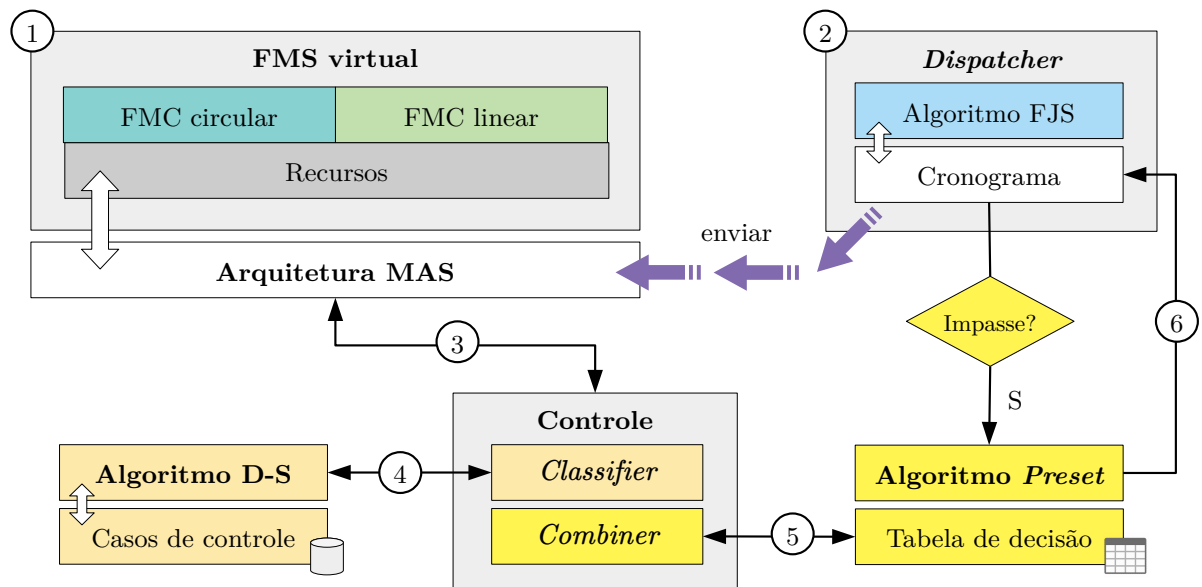 1
FMS virtual
FMC circular
FMC linear
Recursos
Arquitetura MAS
2
Dispatcher
Algoritmo FJS
Cronograma
enviar
Impasse?
6
S
3
Controle
Classifier
Combiner
4
Algoritmo D-S
Casos de controle
5
Algoritmo Preset
Tabela de decisão